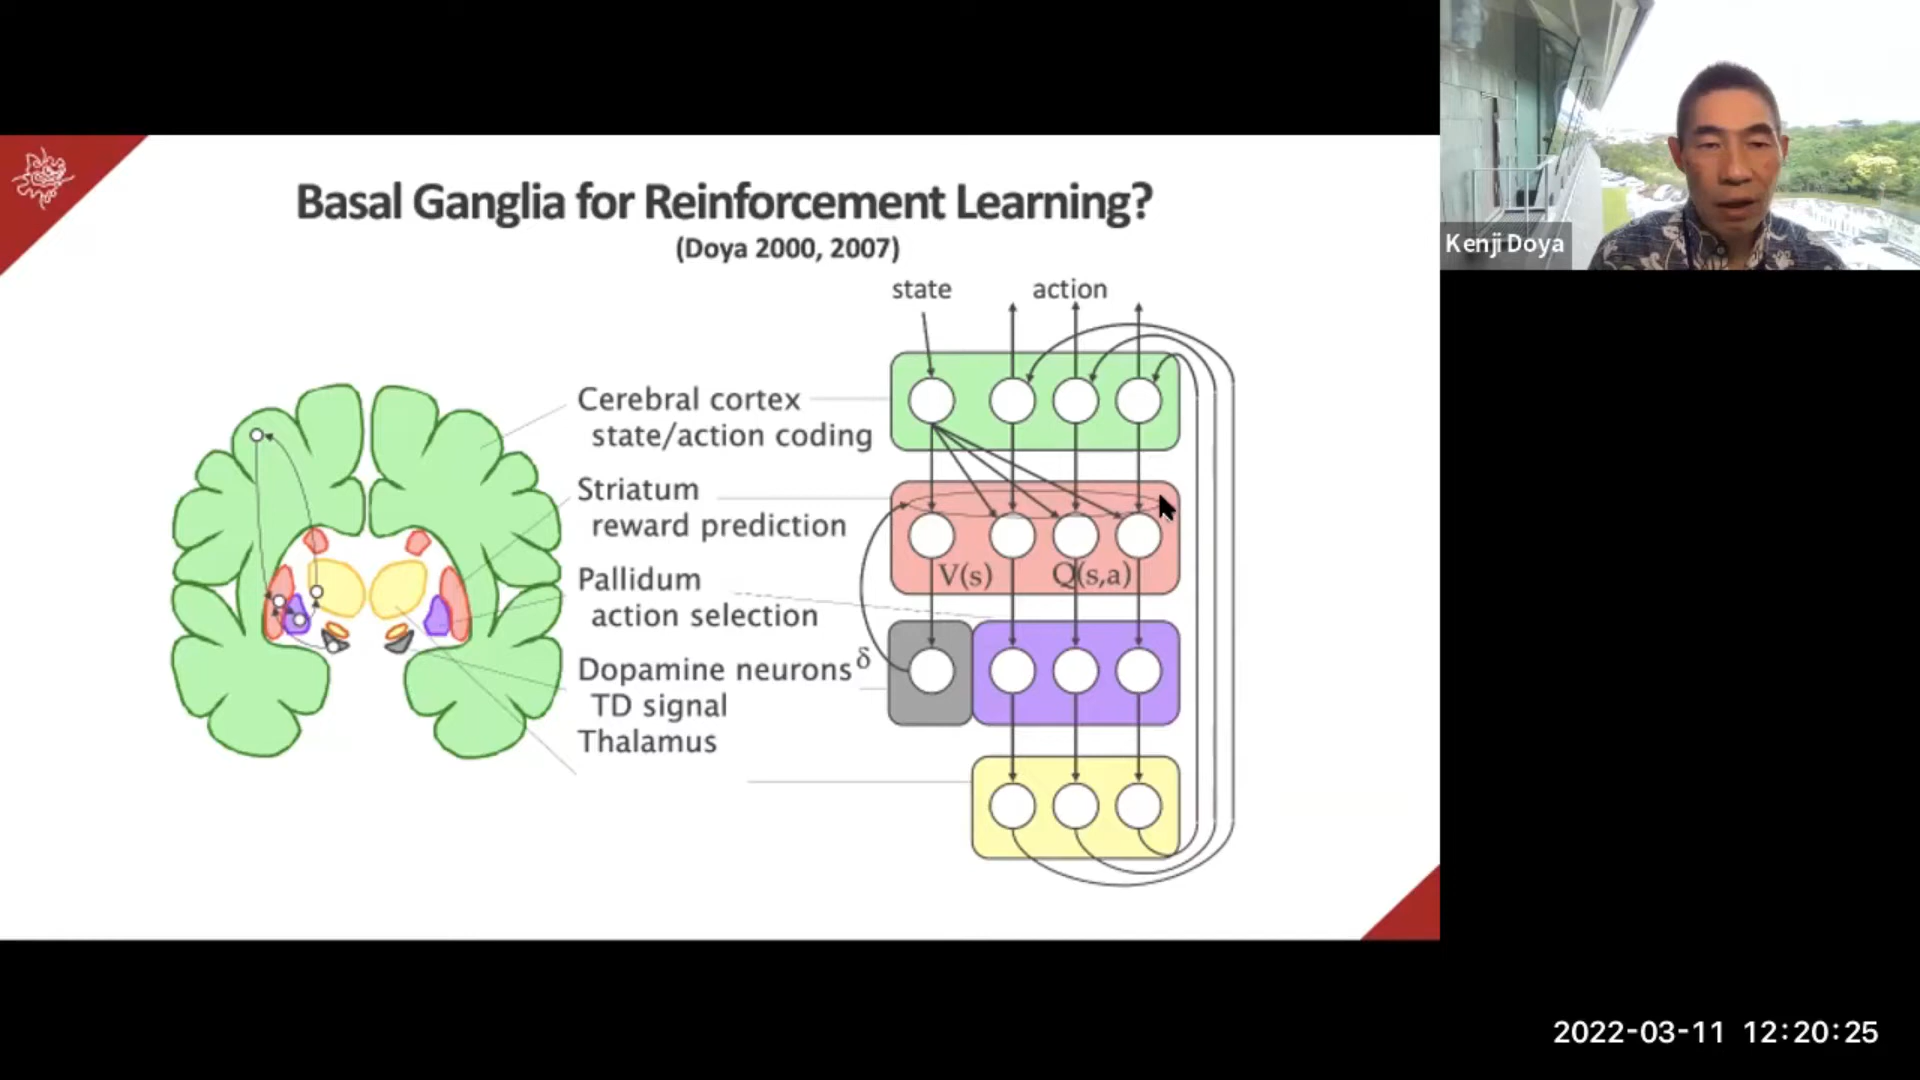 Basal Ganglia for Reinforcement Learning?
(Doya 2000, 2007)
state
action
Cerebral cortex
state/action coding
Striatum
reward prediction
V(s)
Q(s,a)
Pallidum
action selection
Dopamine neurons
δ
TD signal
Thalamus
Kenji Doya
2022-03-11 12:20:25